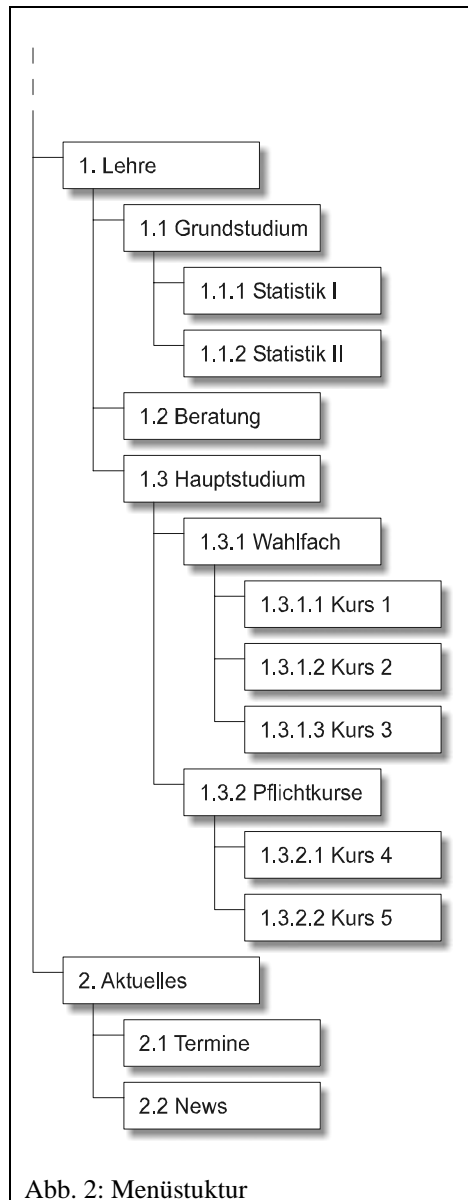 1. Lehre
1.1 Grundstudium
1.1.1 Statistik I
1.1.2 Statistik II
1.2 Beratung
1.3 Hauptstudium
1.3.1 Wahlfach
1.3.1.1 Kurs 1
1.3.1.2 Kurs 2
1.3.1.3 Kurs 3
1.3.2 Pflichtkurse
1.3.2.1 Kurs 4
1.3.2.2 Kurs 5
2. Aktuelles
2.1 Termine
2.2 News
Abb. 2: Menüstuktur